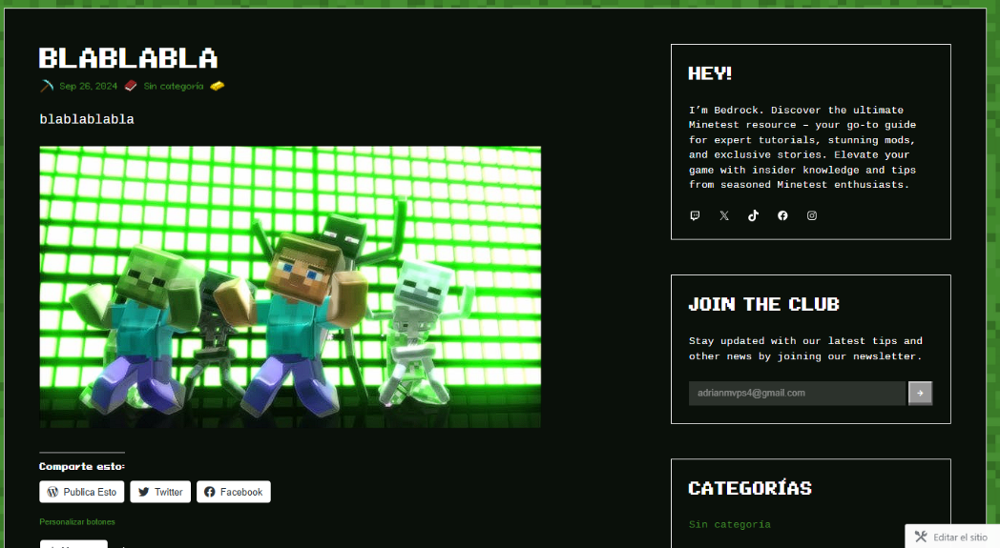 BLABLABLA
Sep 26, 2024 Sin categoría
blablablabla
Comparte esto:
Publica Esto Twitter Facebook
Personalizar botones
HEY!
I’m Bedrock. Discover the ultimate
Minetest resource – your go-to guide
for expert tutorials, stunning mods,
and exclusive stories. Elevate your
game with insider knowledge and tips
from seasoned Minetest enthusiasts.
JOIN THE CLUB
Stay updated with our latest tips and
other news by joining our newsletter.
adrianmvps4@gmail.com
CATEGORÍAS
Sin categoría
Editar el sitio